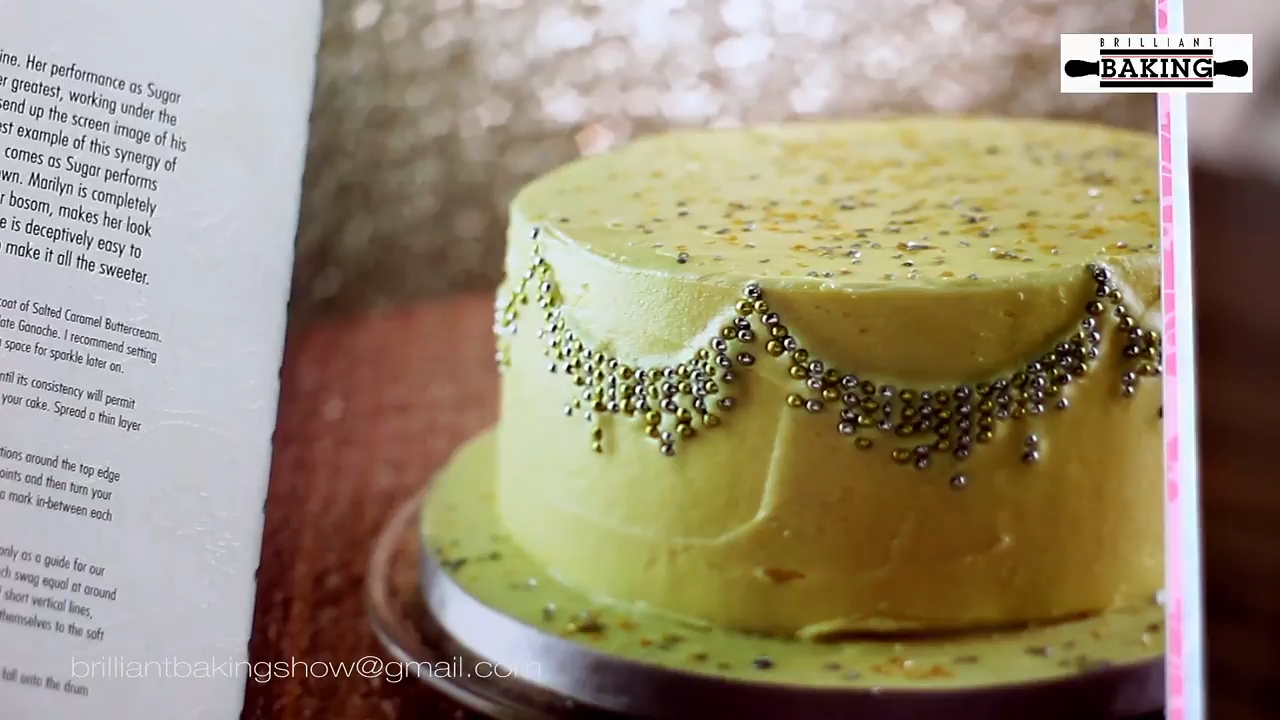 ine. Her performance as Sugar
er greatest, working under the
send up the screen image of his
est example of this synergy of
comes as Sugar performs
wn. Marilyn is completely
r bosom, makes her look
e is deceptively easy to
make it all the sweeter.
coat of Salted Caramel Buttercream.
ate Ganache. I recommend setting
space for sparkle later on.
ntil its consistency will permit
your cake. Spread a thin layer
tions around the top edge
oints and then turn your
a mark in-between each
only as a guide for our
ch swag equal at around
short vertical lines,
themselves to the soft
fall onto the drum
BRILLIANT
BAKING
brilliantbakingshow@gmail.com